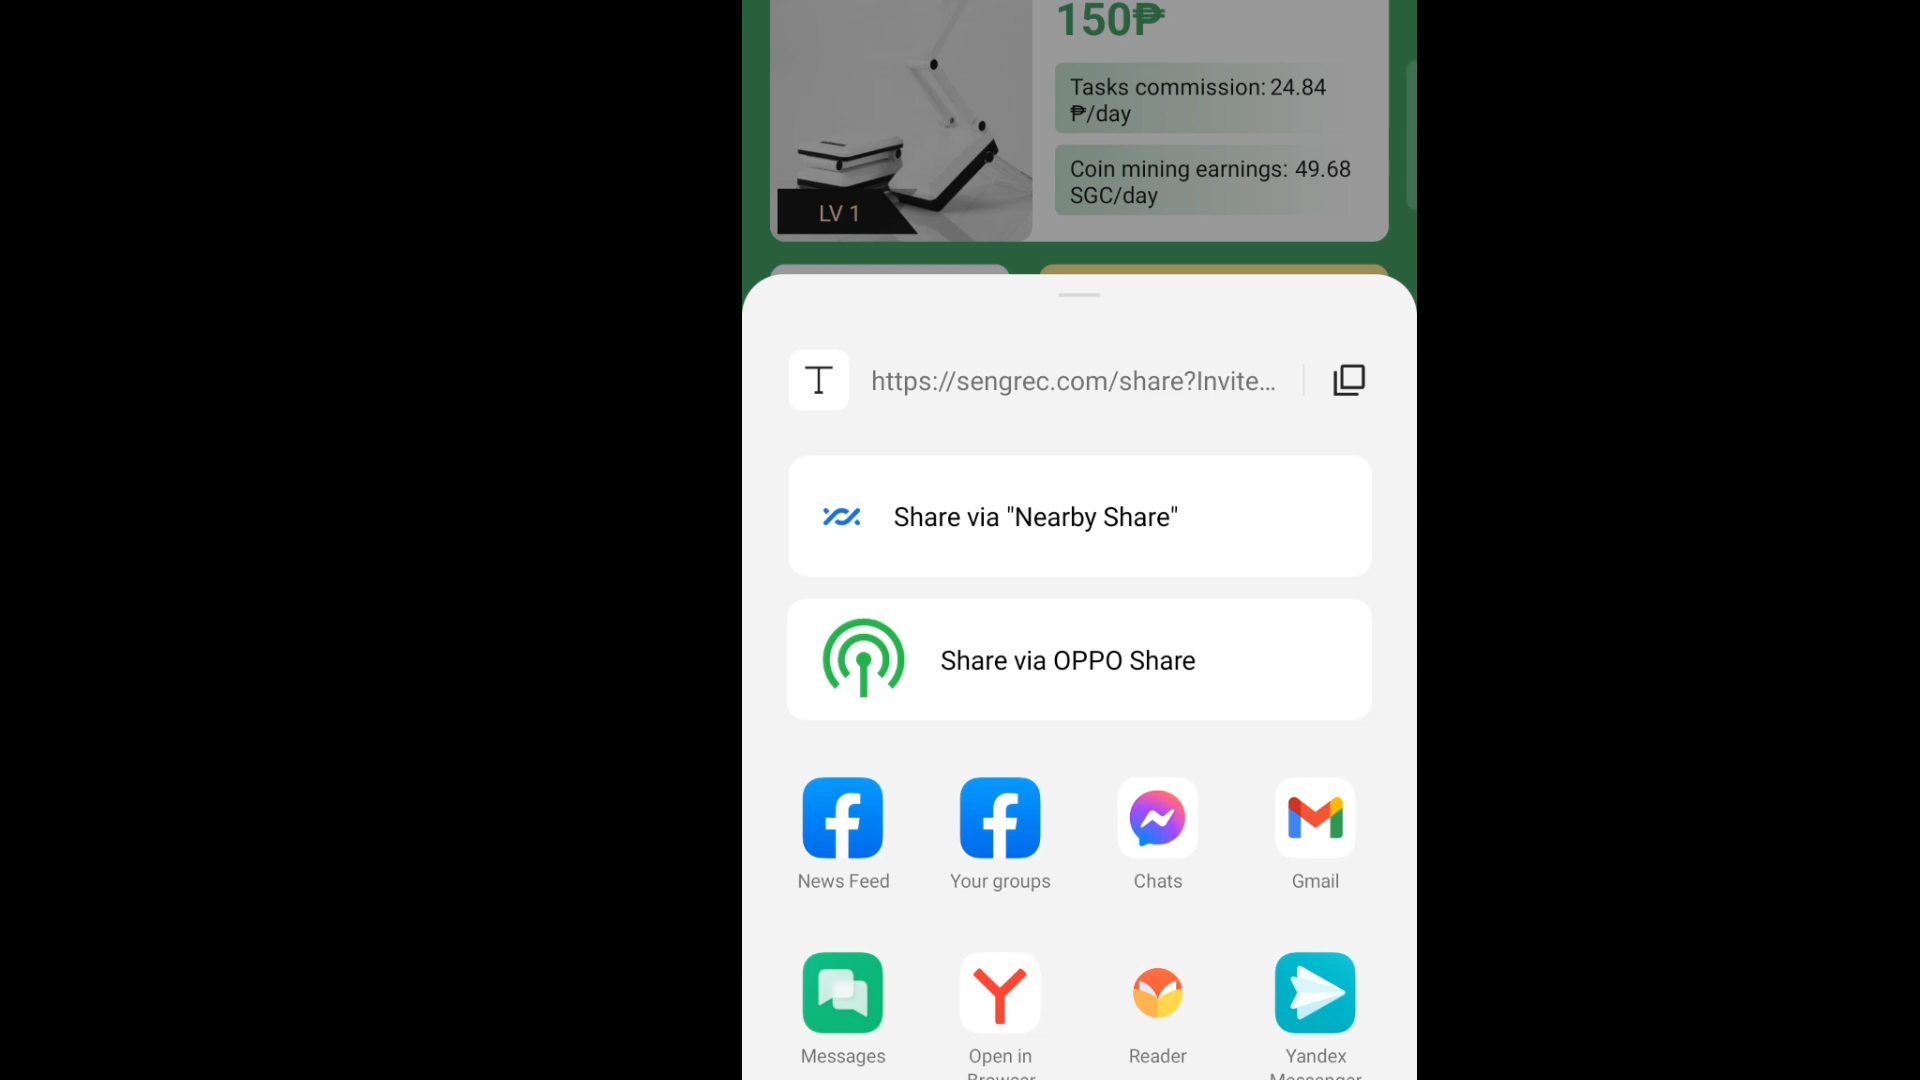 150₱
Tasks commission: 24.84
₱/day
Coin mining earnings: 49.68
SGC/day
LV 1
https://sengrec.com/share?Invite...
Share via "Nearby Share"
Share via OPPO Share
News Feed
Your groups
Chats
Gmail
Messages
Open in
Browser
Reader
Yandex
Messenger